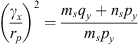 (γ_x / r_p)^2 = (m_s q_y + n_s p_y) / (m_s p_y)